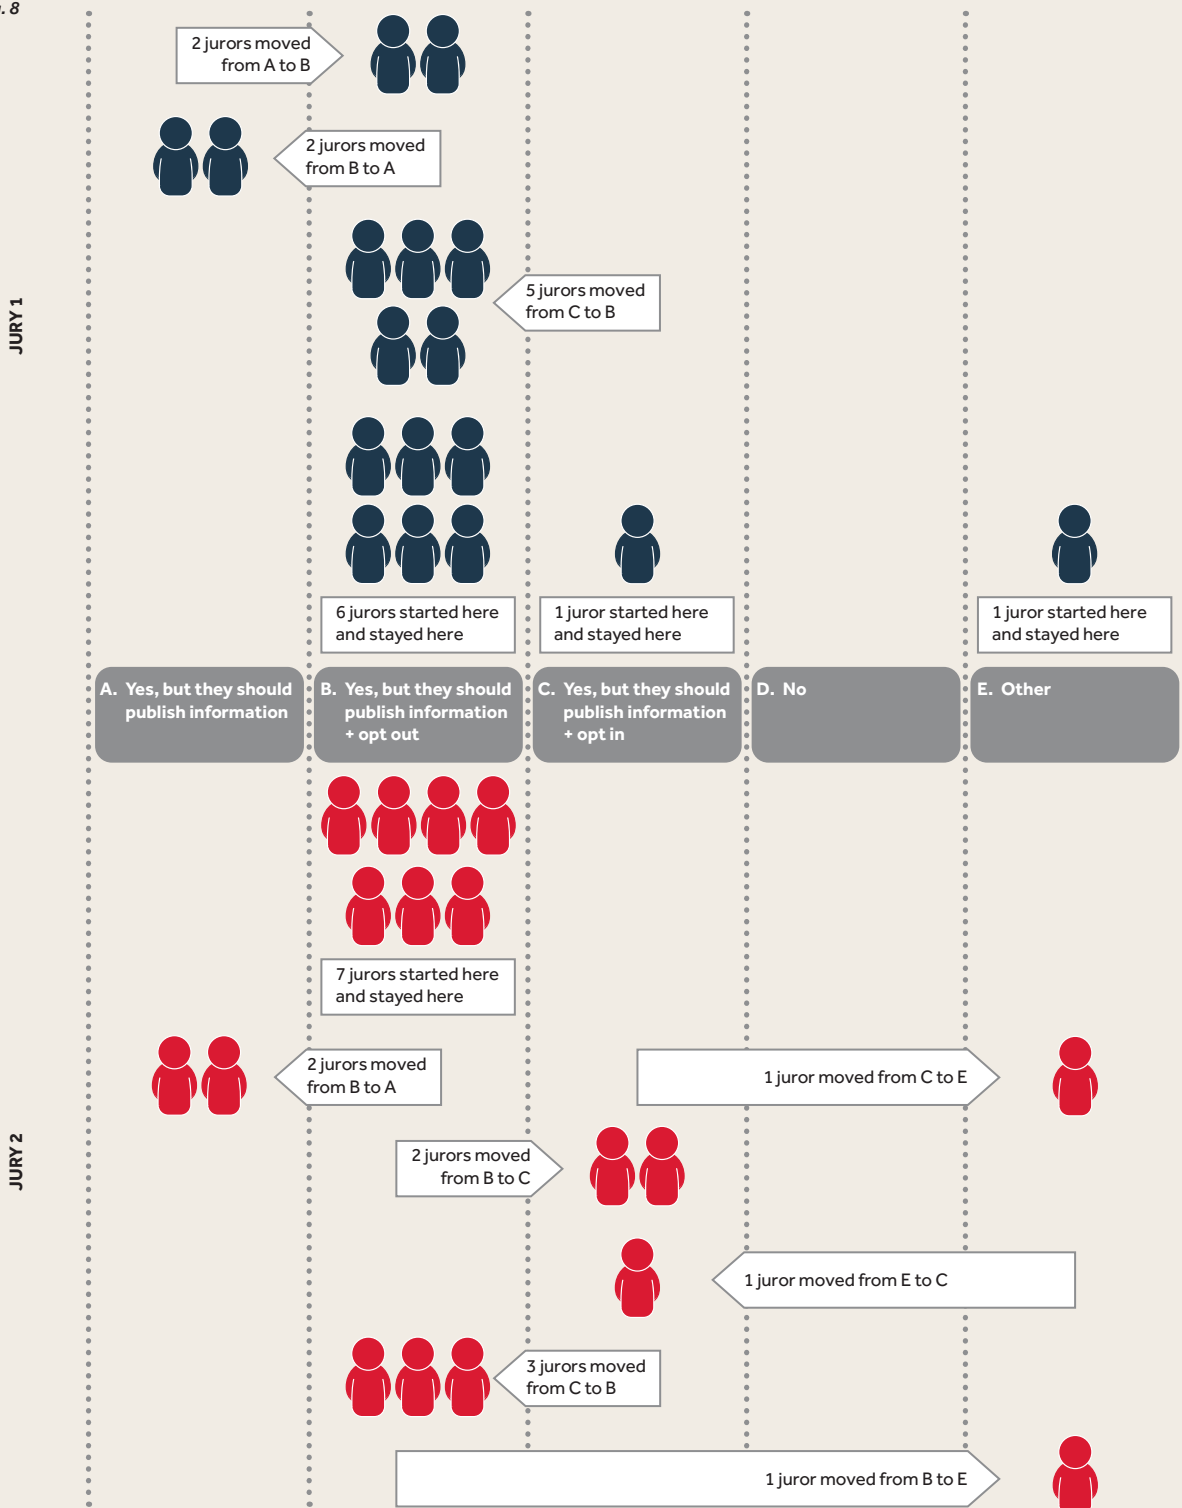 . 8
2 jurors moved
from A to B
2 jurors moved
from B to A
JURY 1
5 jurors moved
from C to B
6 jurors started here
and stayed here
1 juror started here
and stayed here
1 juror started here
and stayed here
A. Yes, but they should
publish information
B. Yes, but they should
publish information
+ opt out
C. Yes, but they should
publish information
+ opt in
D. No
E. Other
7 jurors started here
and stayed here
2 jurors moved
from B to A
1 juror moved from C to E
JURY 2
2 jurors moved
from B to C
1 juror moved from E to C
3 jurors moved
from C to B
1 juror moved from B to E